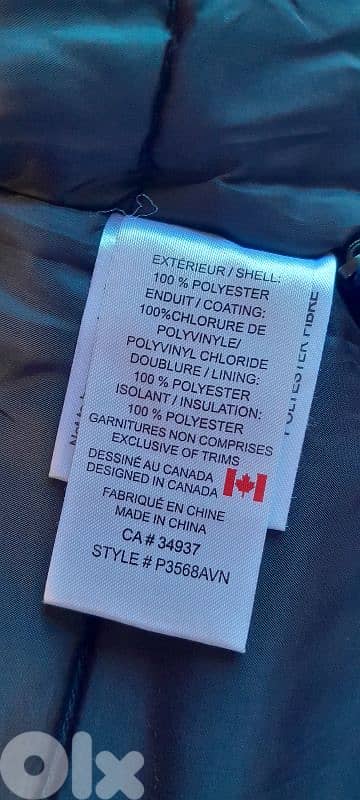 EXTÉRIEUR / SHELL:
100 % POLYESTER
ENDUIT / COATING:
100%CHLORURE DE
POLYVINYLE/
POLYVINYL CHLORIDE
DOUBLURE / LINING:
100 % POLYESTER
ISOLANT / INSULATION:
100 % POLYESTER
GARNITURES NON COMPRISES
EXCLUSIVE OF TRIMS
DESSINÉ AU CANADA
DESIGNED IN CANADA
FABRIQUÉ EN CHINE
MADE IN CHINA
CA # 34937
STYLE # P3568AVN
POLYESTER FIBRE
OLX